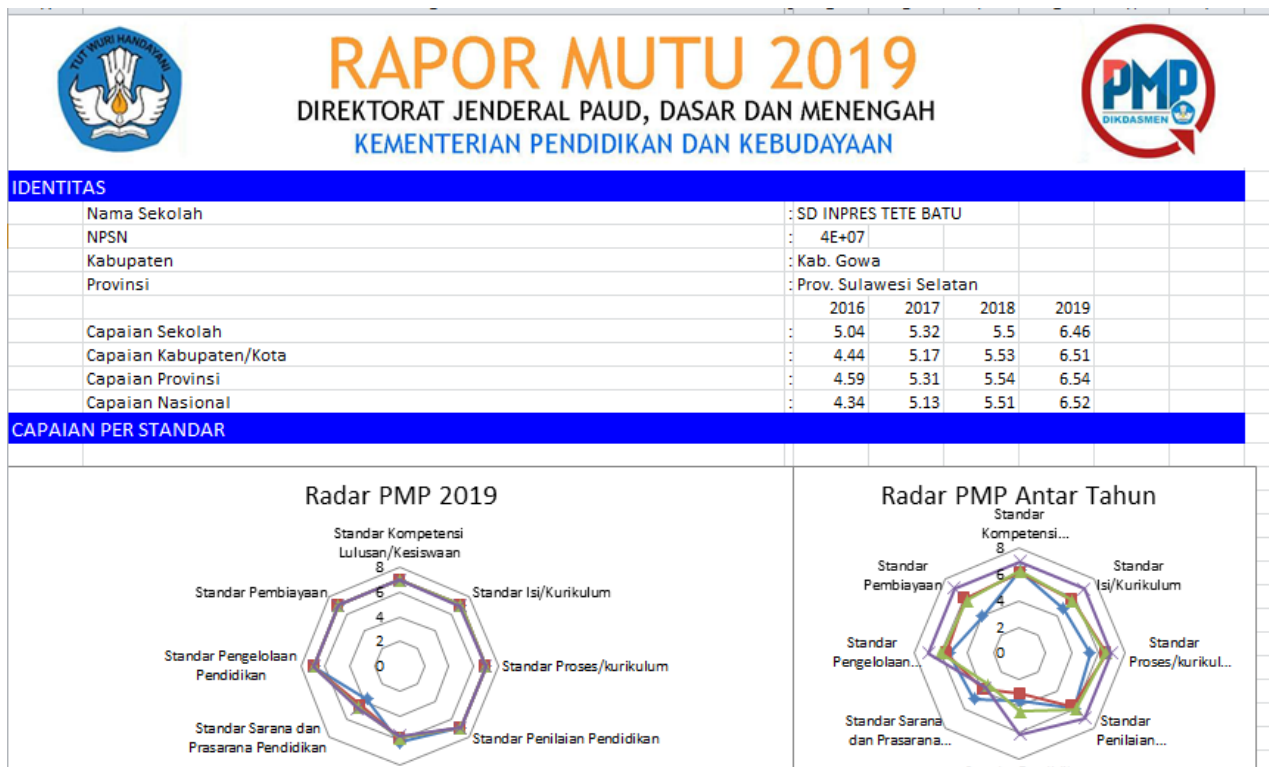 TUT WURI HANDAYANI
RAPOR MUTU 2019
DIREKTORAT JENDERAL PAUD, DASAR DAN MENENGAH
KEMENTERIAN PENDIDIKAN DAN KEBUDAYAAN
PMP
DIKDASMEN
IDENTITAS
Nama Sekolah : SD INPRES TETE BATU
NPSN : 4E+07
Kabupaten : Kab. Gowa
Provinsi : Prov. Sulawesi Selatan
2016 2017 2018 2019
Capaian Sekolah : 5.04 5.32 5.5 6.46
Capaian Kabupaten/Kota : 4.44 5.17 5.53 6.51
Capaian Provinsi : 4.59 5.31 5.54 6.54
Capaian Nasional : 4.34 5.13 5.51 6.52
CAPAIAN PER STANDAR
Radar PMP 2019
Standar Kompetensi
Lulusan/Kesiswaan
8
6
4
2
0
Standar Isi/Kurikulum
Standar Proses/kurikulum
Standar Penilaian Pendidikan
Standar Sarana dan
Prasarana Pendidikan
Standar Pengelolaan
Pendidikan
Standar Pembiayaan
Radar PMP Antar Tahun
Standar
Kompetensi...
8
6
4
2
0
Standar
Isi/Kurikulum
Standar
Proses/kurikul...
Standar
Penilaian...
Standar Sarana
dan Prasarana...
Standar
Pengelolaan...
Standar
Pembiayaan